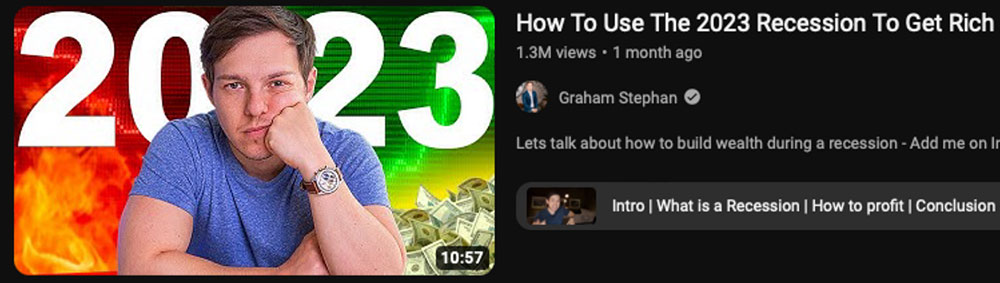 2023
10:57
How To Use The 2023 Recession To Get Rich
1.3M views • 1 month ago
Graham Stephan
Lets talk about how to build wealth during a recession - Add me on
Intro | What is a Recession | How to profit | Conclusion